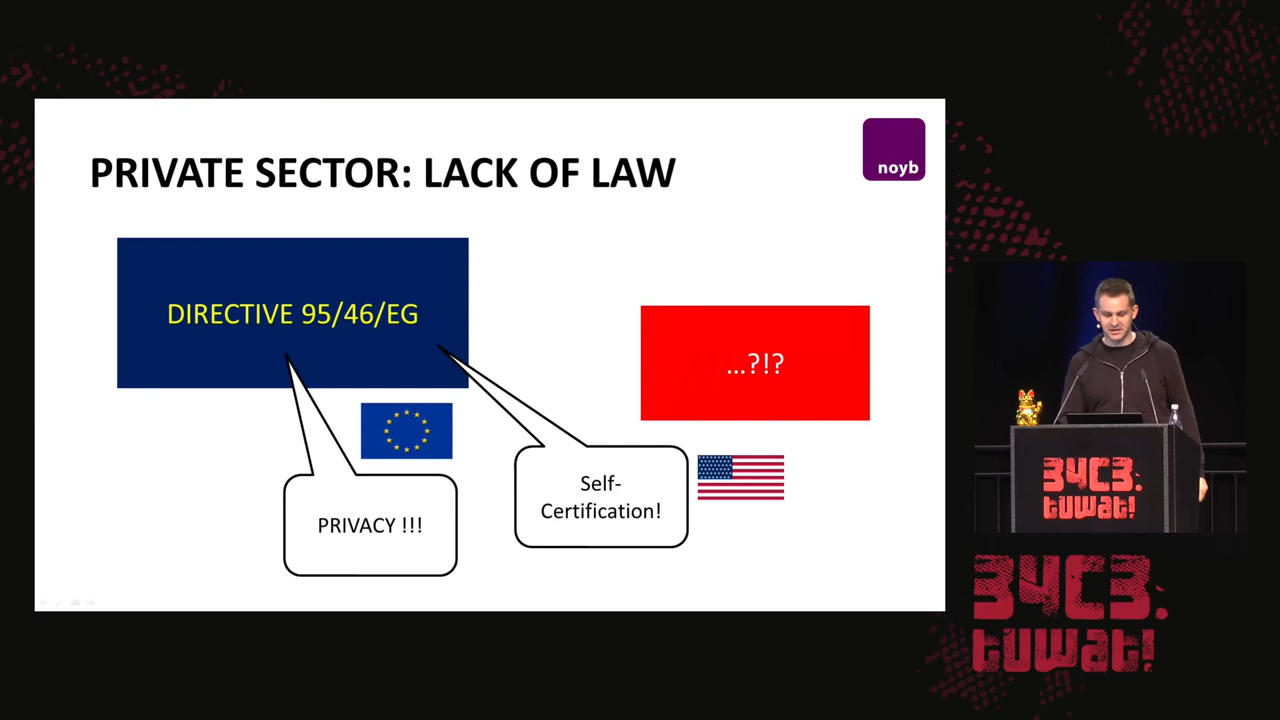 PRIVATE SECTOR: LACK OF LAW
noyb
DIRECTIVE 95/46/EG
...?!?
PRIVACY !!!
Self-
Certification!
34C3.
tuwat!
34C3.
tuwat!